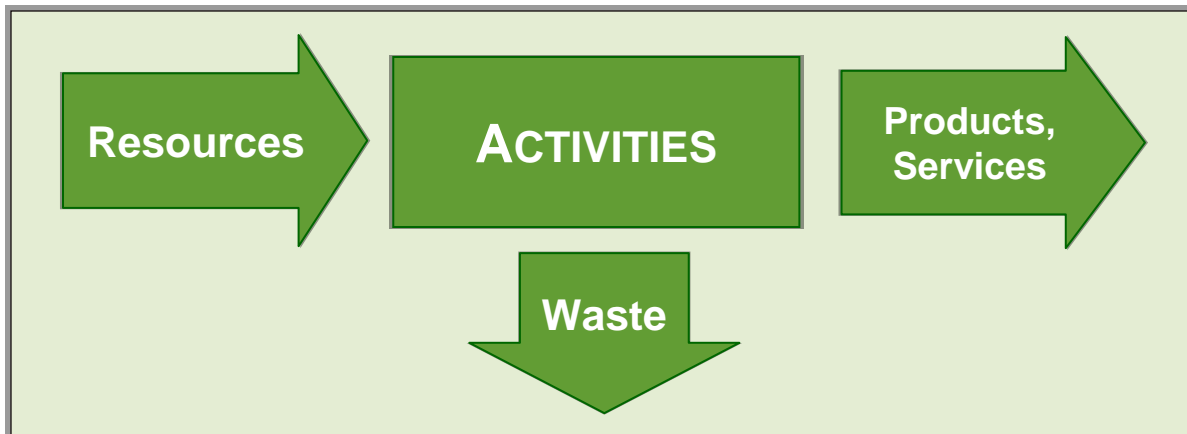 Resources
ACTIVITIES
Products,
Services
Waste